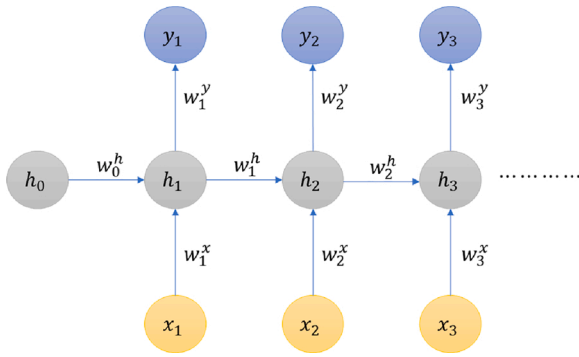 y₁ y₂ y₃
w₁ʸ w₂ʸ w₃ʸ
h₀ w₀ʰ h₁ w₁ʰ h₂ w₂ʰ h₃ …………
w₁ˣ w₂ˣ w₃ˣ
x₁ x₂ x₃